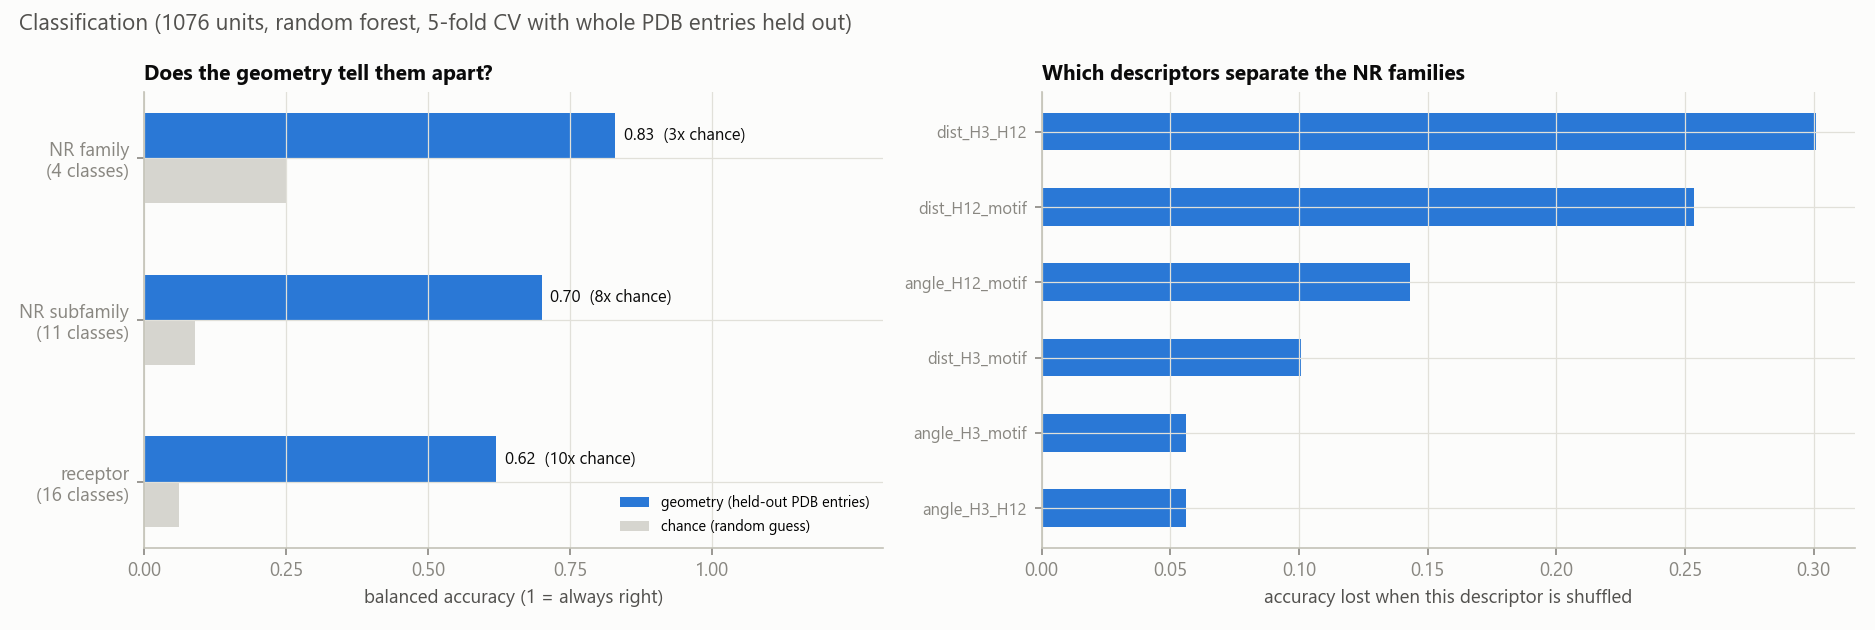 Classification (1076 units, random forest, 5-fold CV with whole PDB entries held out)
Does the geometry tell them apart?
NR family
(4 classes)
0.83 (3x chance)
NR subfamily
(11 classes)
0.70 (8x chance)
receptor
(16 classes)
0.62 (10x chance)
geometry (held-out PDB entries)
chance (random guess)
0.00 0.25 0.50 0.75 1.00
balanced accuracy (1 = always right)
Which descriptors separate the NR families
dist_H3_H12
dist_H12_motif
angle_H12_motif
dist_H3_motif
angle_H3_motif
angle_H3_H12
0.00 0.05 0.10 0.15 0.20 0.25 0.30
accuracy lost when this descriptor is shuffled